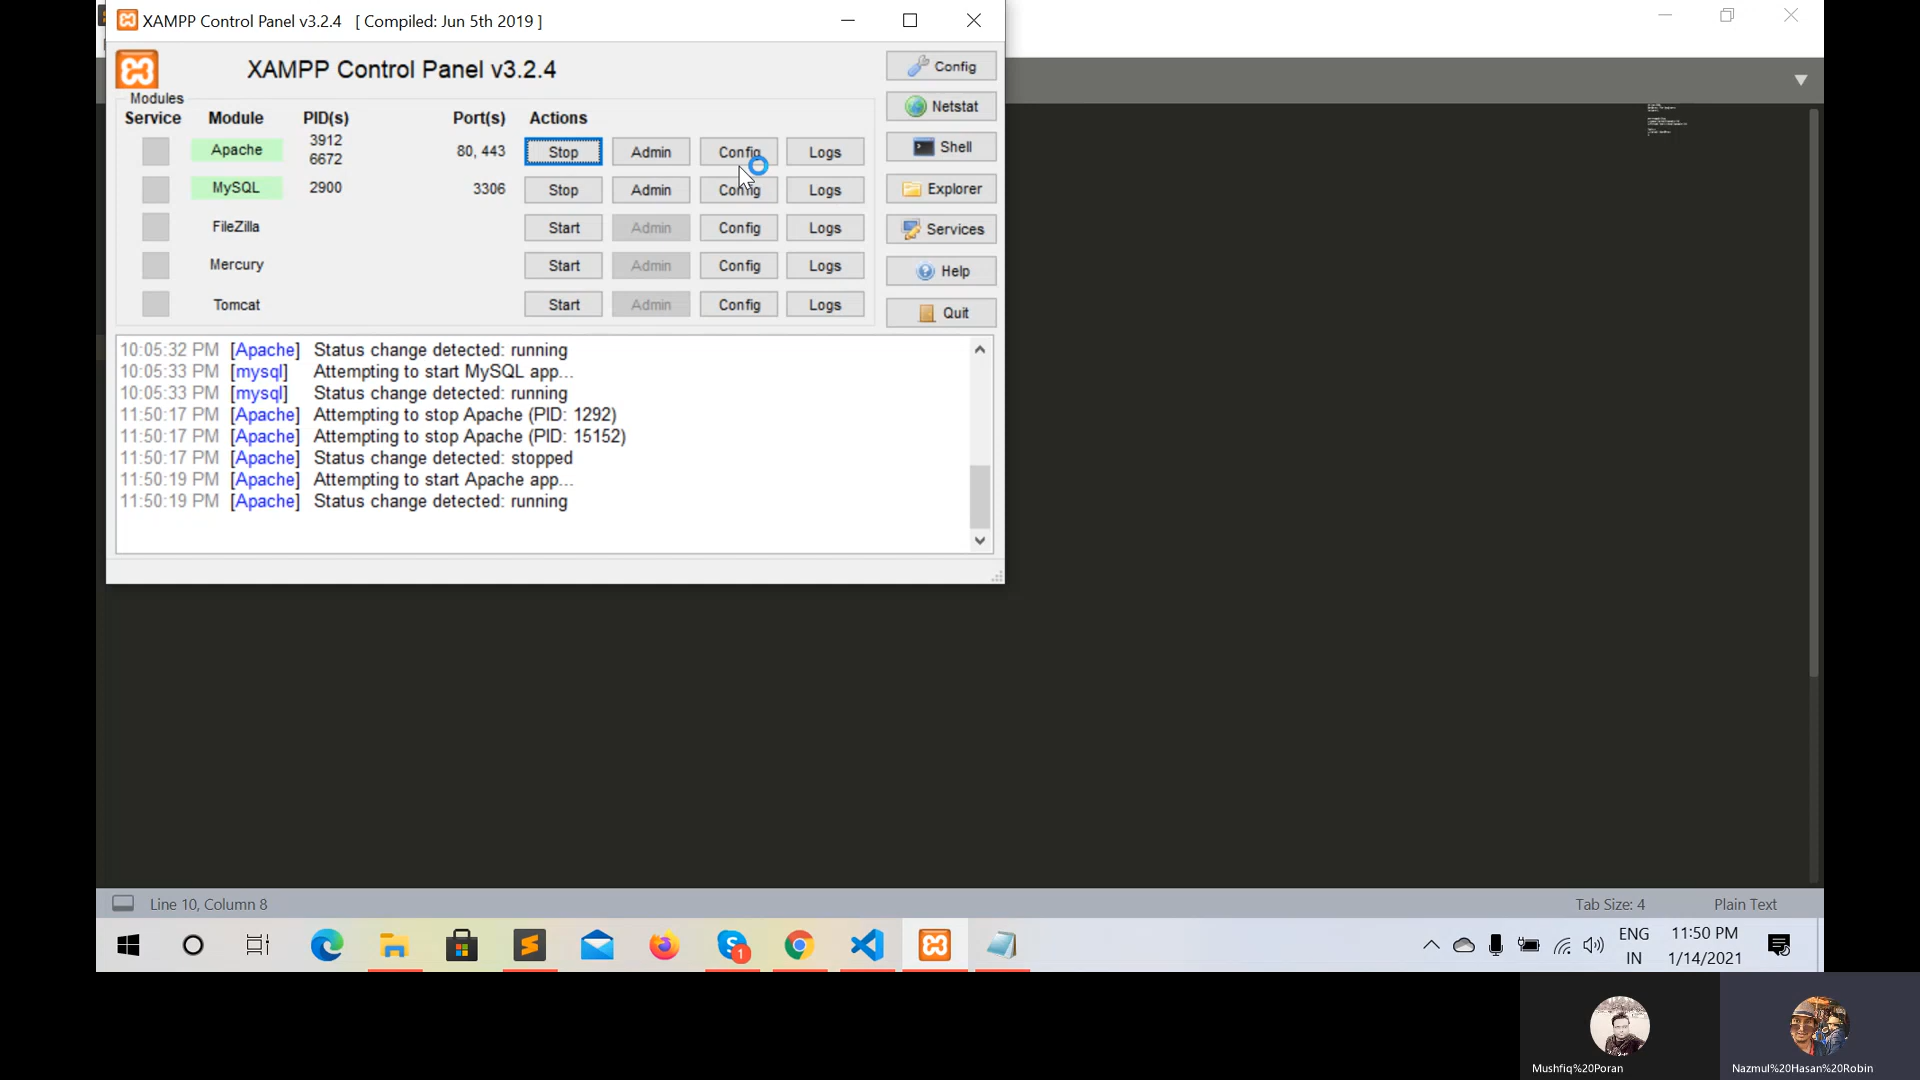 XAMPP Control Panel v3.2.4 [ Compiled: Jun 5th 2019 ]
XAMPP Control Panel v3.2.4
Config
Modules
Service Module PID(s) Port(s) Actions
Netstat
Apache 3912 6672 80, 443 Stop Admin Config Logs
Shell
MySQL 2900 3306 Stop Admin Config Logs
Explorer
FileZilla Start Admin Config Logs
Services
Mercury Start Admin Config Logs
Help
Tomcat Start Admin Config Logs
Quit
10:05:32 PM [Apache] Status change detected: running
10:05:33 PM [mysql] Attempting to start MySQL app...
10:05:33 PM [mysql] Status change detected: running
11:50:17 PM [Apache] Attempting to stop Apache (PID: 1292)
11:50:17 PM [Apache] Attempting to stop Apache (PID: 15152)
11:50:17 PM [Apache] Status change detected: stopped
11:50:19 PM [Apache] Attempting to start Apache app...
11:50:19 PM [Apache] Status change detected: running
Line 10, Column 8 Tab Size: 4 Plain Text
1
ENG 11:50 PM
IN 1/14/2021
Mushfiq%20Poran Nazmul%20Hasan%20Robin